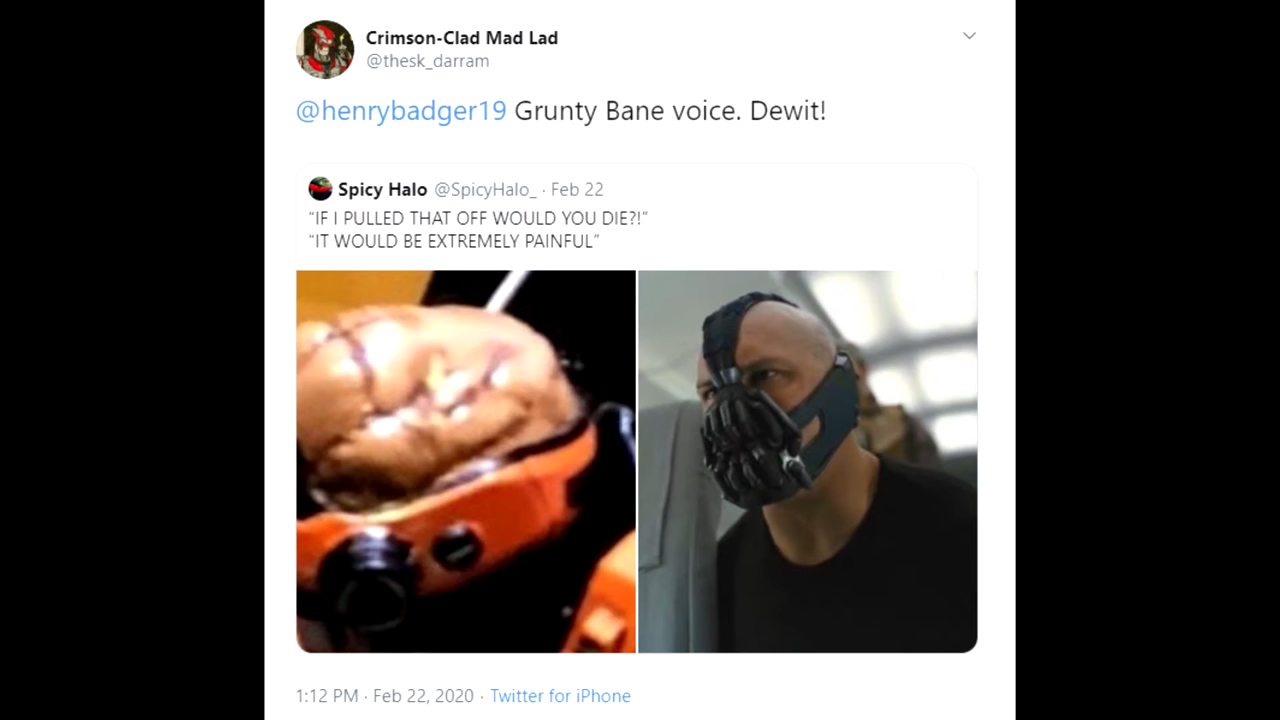 Crimson-Clad Mad Lad
@thesk_darram
@henrybadger19 Grunty Bane voice. Dewit!
Spicy Halo @SpicyHalo_ · Feb 22
“IF I PULLED THAT OFF WOULD YOU DIE?!”
“IT WOULD BE EXTREMELY PAINFUL”
1:12 PM · Feb 22, 2020 · Twitter for iPhone